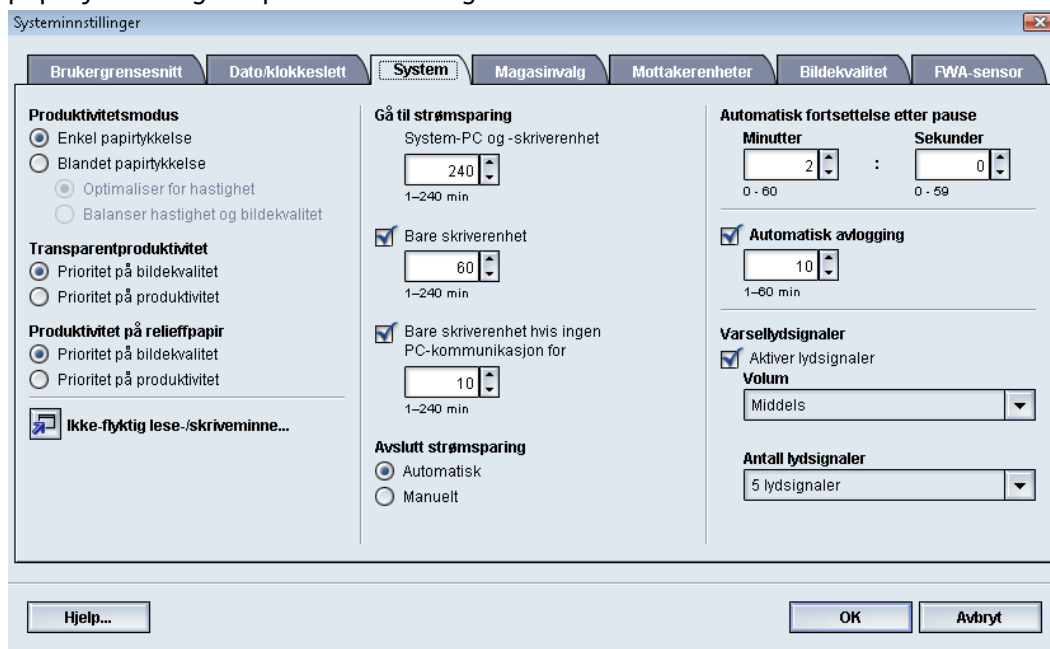 Systeminnstillinger
Brukergrensesnitt Dato/klokkeslett System Magasinvalg Mottakerenheter Bildekvalitet FWA-sensor
Produktivitetsmodus
Enkel papirtykkelse
Blandet papirtykkelse
Optimaliser for hastighet
Balanser hastighet og bildekvalitet
Transparentproduktivitet
Prioritet på bildekvalitet
Prioritet på produktivitet
Produktivitet på relieffpapir
Prioritet på bildekvalitet
Prioritet på produktivitet
Ikke-flyktig lese-/skriveminne...
Gå til strømsparing
System-PC og -skriverenhet
240
1–240 min
Bare skriverenhet
60
1–240 min
Bare skriverenhet hvis ingen
PC-kommunikasjon for
10
1–240 min
Avslutt strømsparing
Automatisk
Manuelt
Automatisk fortsettelse etter pause
Minutter Sekunder
2 : 0
0 - 60 0 - 59
Automatisk avlogging
10
1–60 min
Varsellydsignaler
Aktiver lydsignaler
Volum
Middels
Antall lydsignaler
5 lydsignaler
Hjelp... OK Avbryt